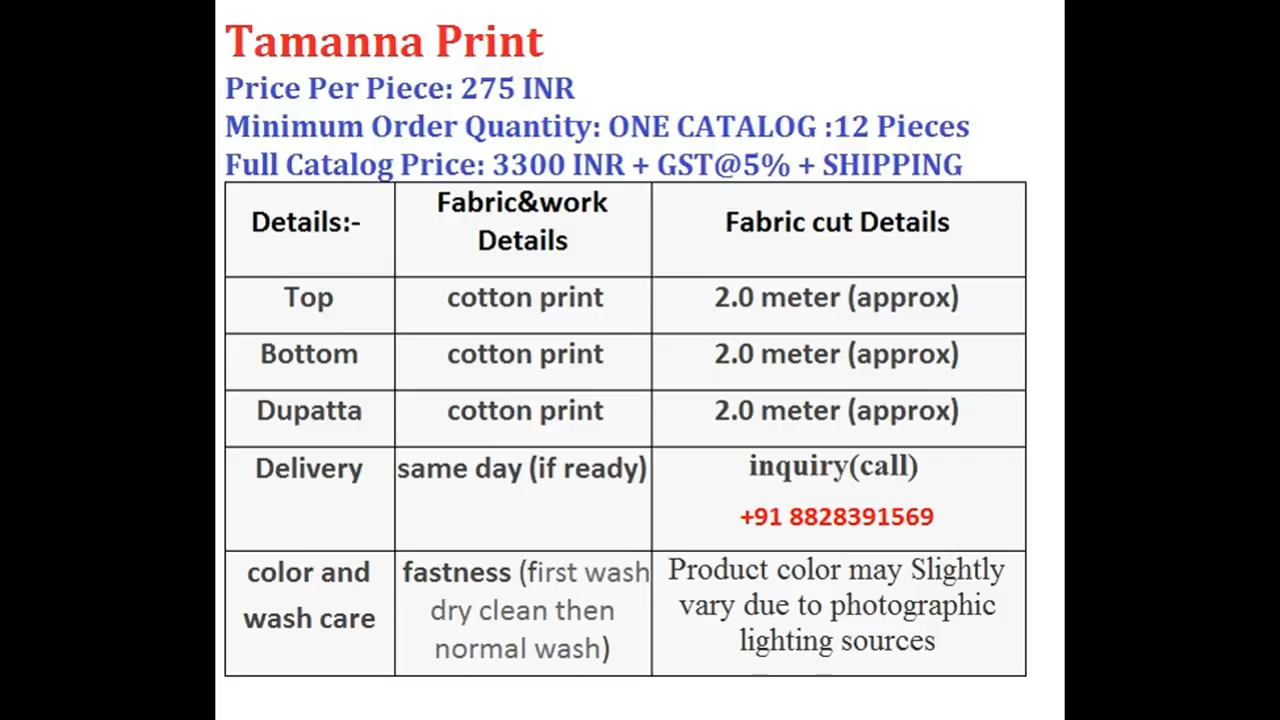 Tamanna Print
Price Per Piece: 275 INR
Minimum Order Quantity: ONE CATALOG :12 Pieces
Full Catalog Price: 3300 INR + GST@5% + SHIPPING
Details:-
Fabric&work
Details
Fabric cut Details
Top
cotton print
2.0 meter (approx)
Bottom
cotton print
2.0 meter (approx)
Dupatta
cotton print
2.0 meter (approx)
Delivery
same day (if ready)
inquiry(call)
+91 8828391569
color and
wash care
fastness (first wash
dry clean then
normal wash)
Product color may Slightly
vary due to photographic
lighting sources